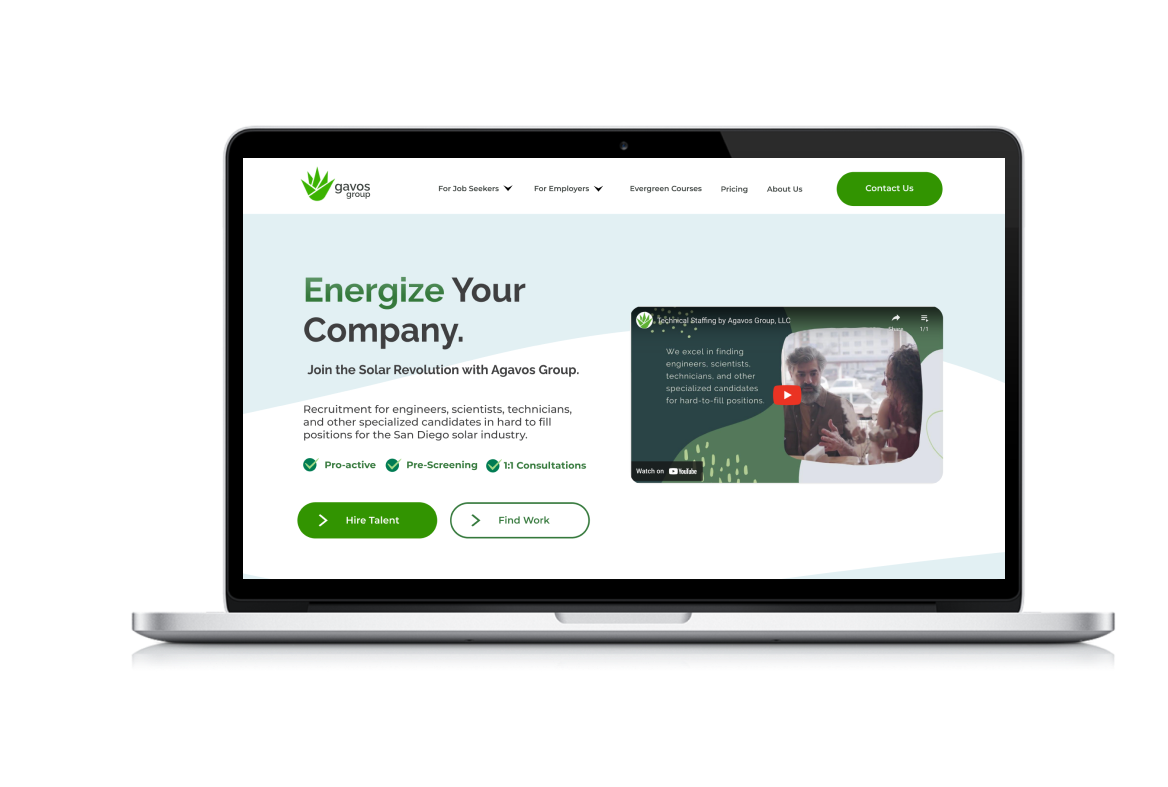 gavos
group
For Job Seekers
For Employers
Evergreen Courses
Pricing
About Us
Contact Us
Energize Your
Company.
Join the Solar Revolution with Agavos Group.
Recruitment for engineers, scientists, technicians,
and other specialized candidates in hard to fill
positions for the San Diego solar industry.
Pro-active
Pre-Screening
1:1 Consultations
Hire Talent
Find Work
Technical Staffing by Agavos Group, LLC
Share
1/1
We excel in finding
engineers, scientists,
technicians, and other
specialized candidates
for hard-to-fill positions.
Watch on YouTube